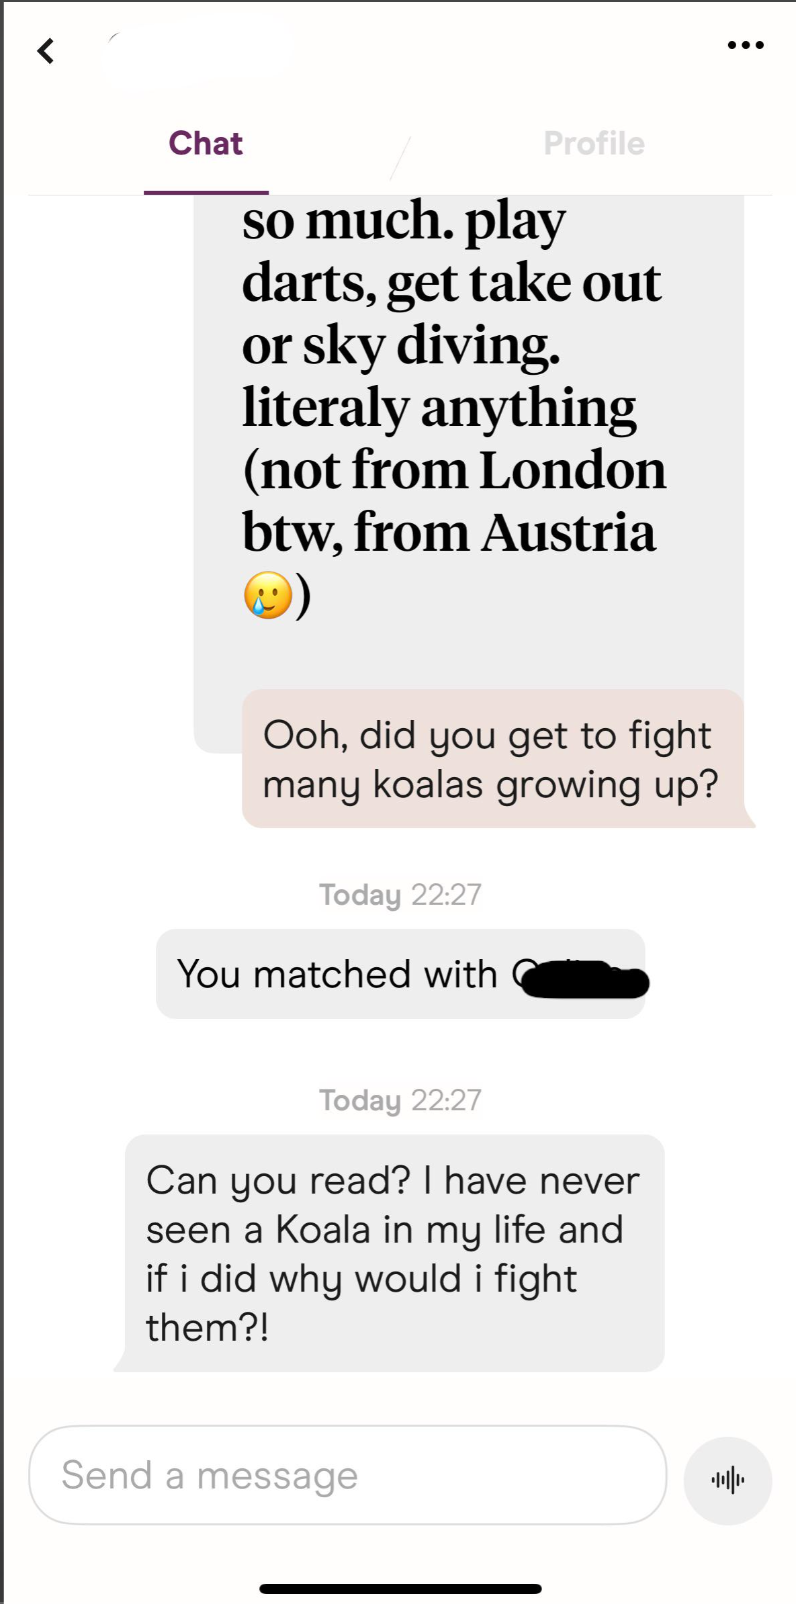 Chat
Profile
so much. play
darts, get take out
or sky diving.
literaly anything
(not from London
btw, from Austria
🥲)
Ooh, did you get to fight
many koalas growing up?
Today 22:27
You matched with
Today 22:27
Can you read? I have never
seen a Koala in my life and
if i did why would i fight
them?!
Send a message